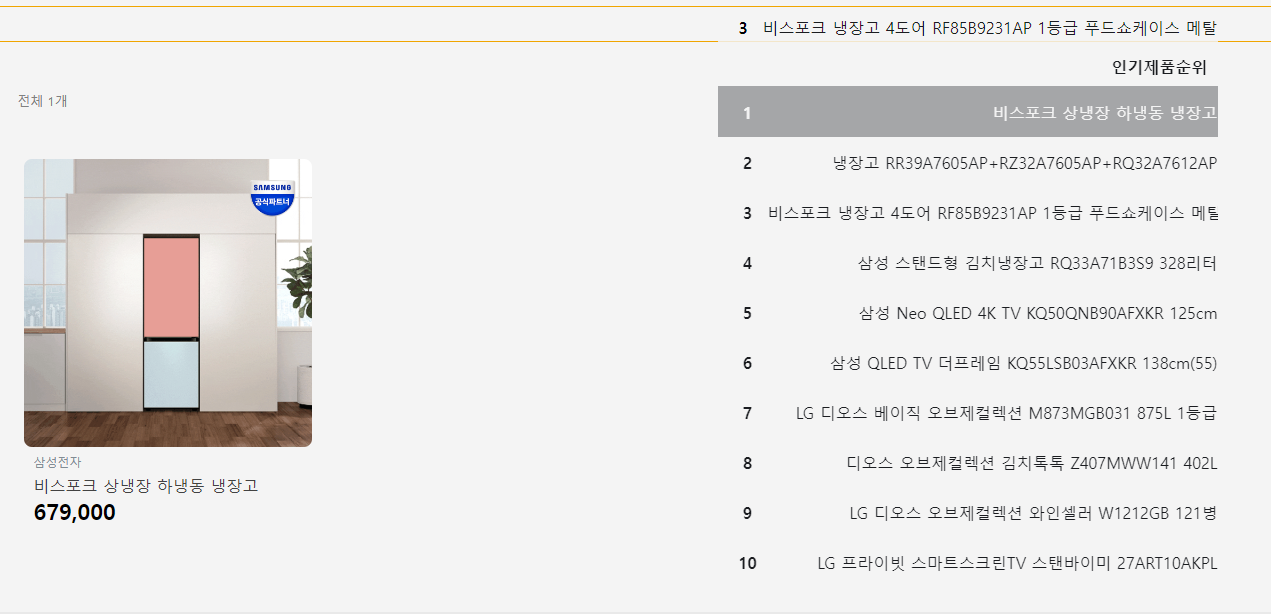 3 비스포크 냉장고 4도어 RF85B9231AP 1등급 푸드쇼케이스 메탈
인기제품순위
전체 1개
1 비스포크 상냉장 하냉동 냉장고
2 냉장고 RR39A7605AP+RZ32A7605AP+RQ32A7612AP
3 비스포크 냉장고 4도어 RF85B9231AP 1등급 푸드쇼케이스 메탈
4 삼성 스탠드형 김치냉장고 RQ33A71B3S9 328리터
5 삼성 Neo QLED 4K TV KQ50QNB90AFXKR 125cm
6 삼성 QLED TV 더프레임 KQ55LSB03AFXKR 138cm(55)
7 LG 디오스 베이직 오브제컬렉션 M873MGB031 875L 1등급
8 디오스 오브제컬렉션 김치톡톡 Z407MWW141 402L
9 LG 디오스 오브제컬렉션 와인셀러 W1212GB 121병
10 LG 프라이빗 스마트스크린TV 스탠바이미 27ART10AKPL
SAMSUNG
공식파트너
삼성전자
비스포크 상냉장 하냉동 냉장고
679,000